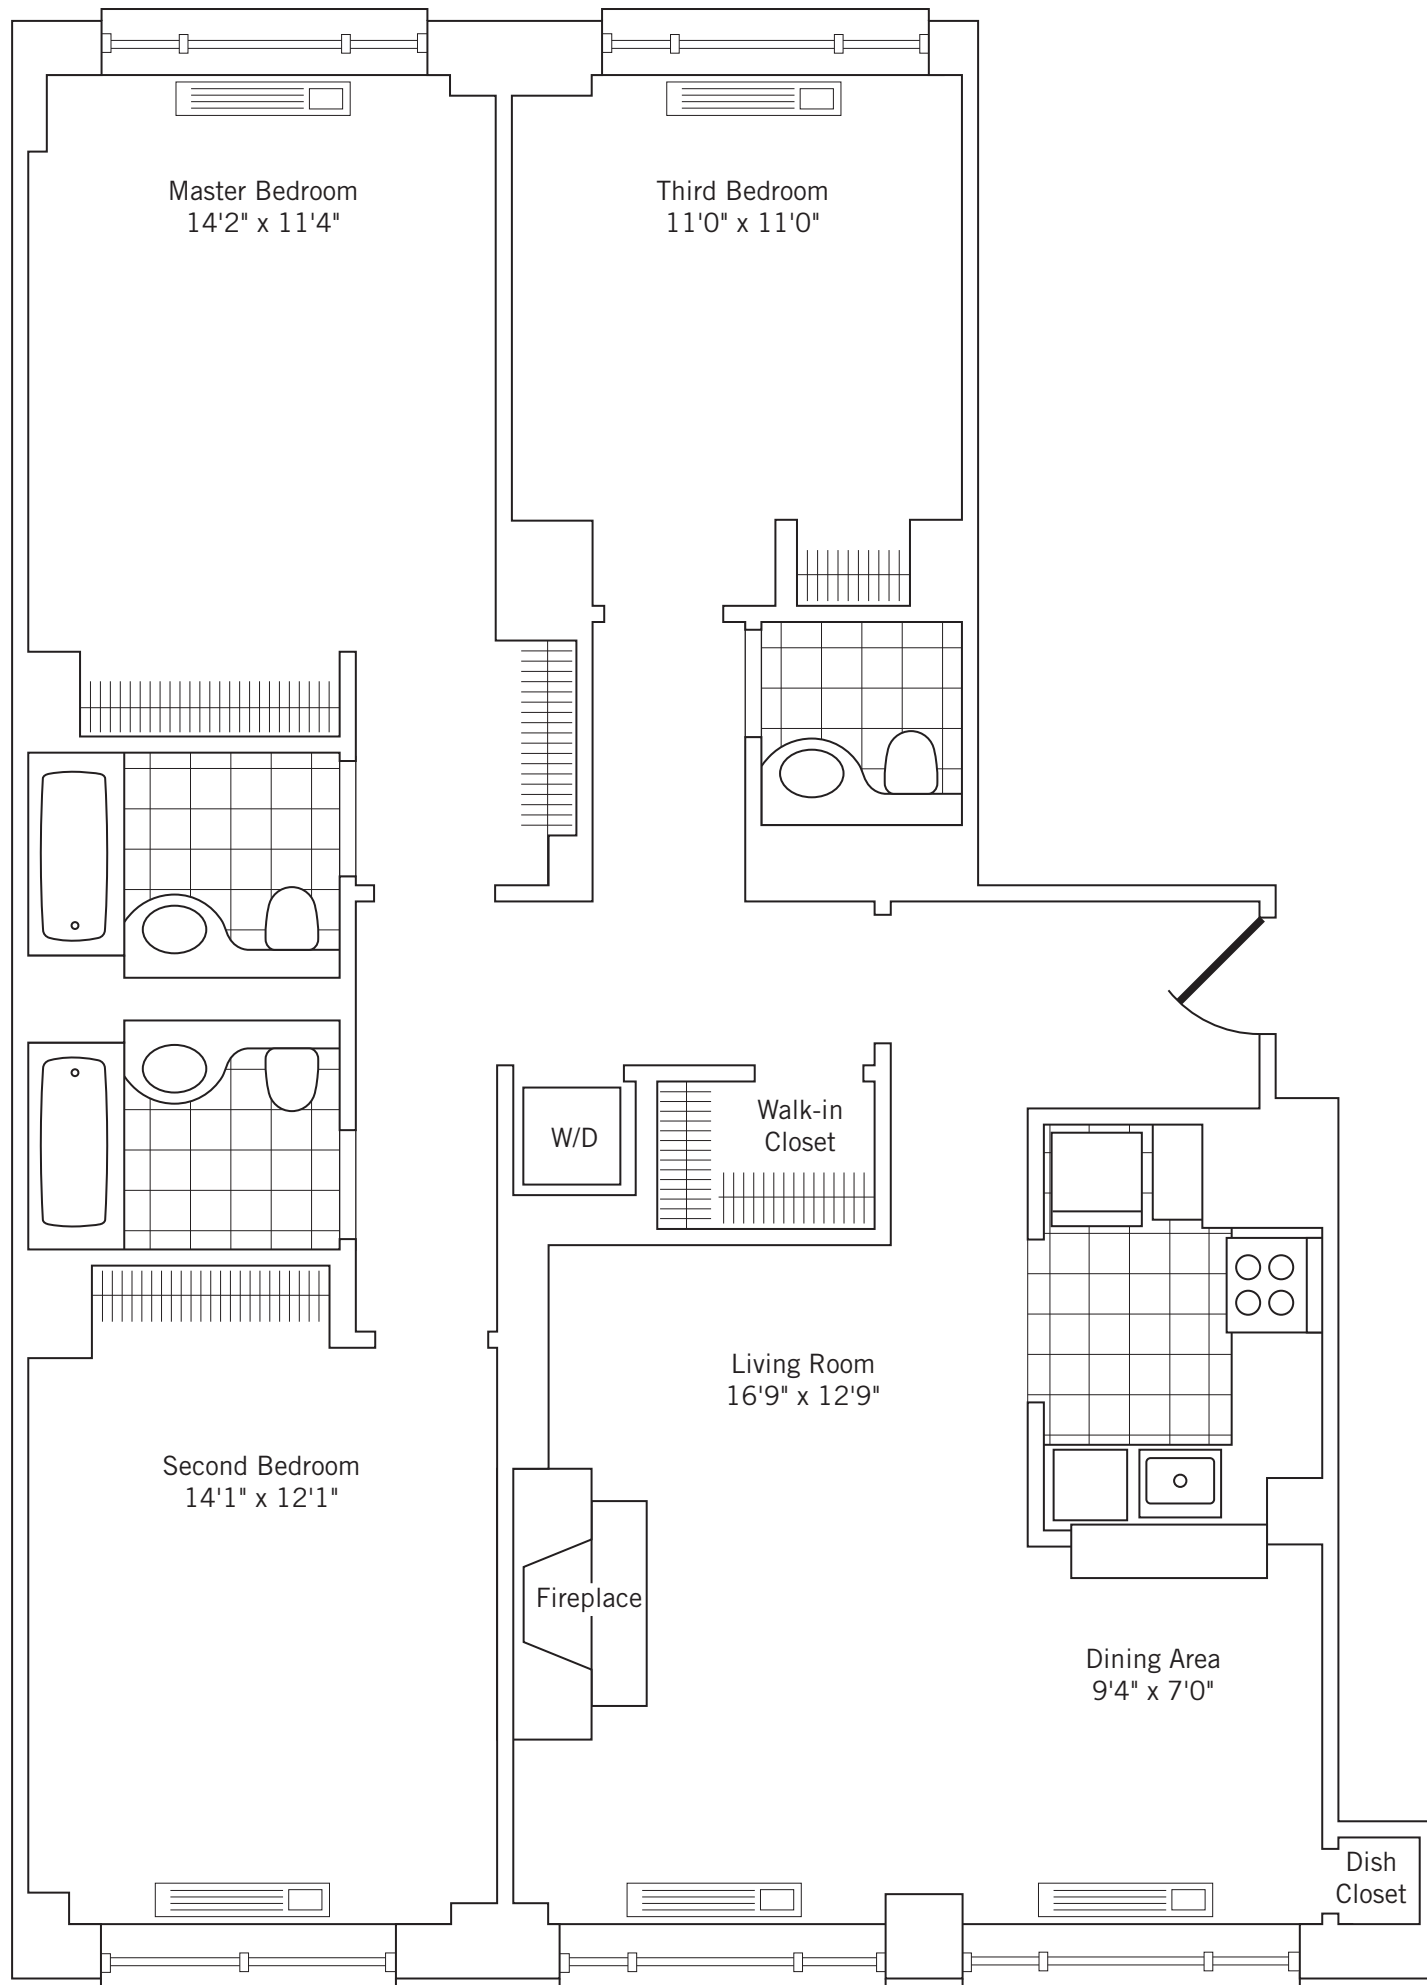 Master Bedroom
14'2" x 11'4"
Third Bedroom
11'0" x 11'0"
W/D
Walk-in
Closet
Living Room
16'9" x 12'9"
Second Bedroom
14'1" x 12'1"
Fireplace
Dining Area
9'4" x 7'0"
Dish
Closet